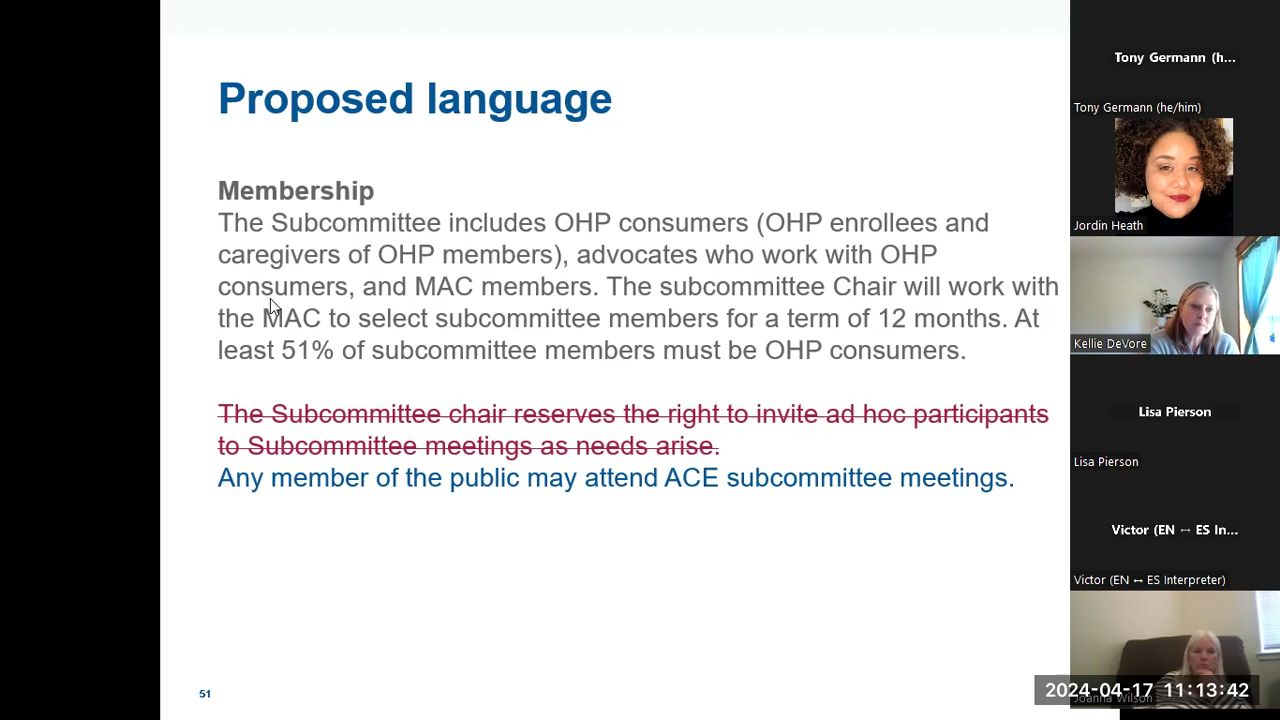 Proposed language
Membership
The Subcommittee includes OHP consumers (OHP enrollees and
caregivers of OHP members), advocates who work with OHP
consumers, and MAC members. The subcommittee Chair will work with
the MAC to select subcommittee members for a term of 12 months. At
least 51% of subcommittee members must be OHP consumers.
The Subcommittee chair reserves the right to invite ad hoc participants
to Subcommittee meetings as needs arise.
Any member of the public may attend ACE subcommittee meetings.
51
Tony Germann (h...
Tony Germann (he/him)
Jordin Heath
Kellie DeVore
Lisa Pierson
Lisa Pierson
Victor (EN ↔ ES In...
Victor (EN ↔ ES Interpreter)
2024-04-17 11:13:42
Joanna Wilson